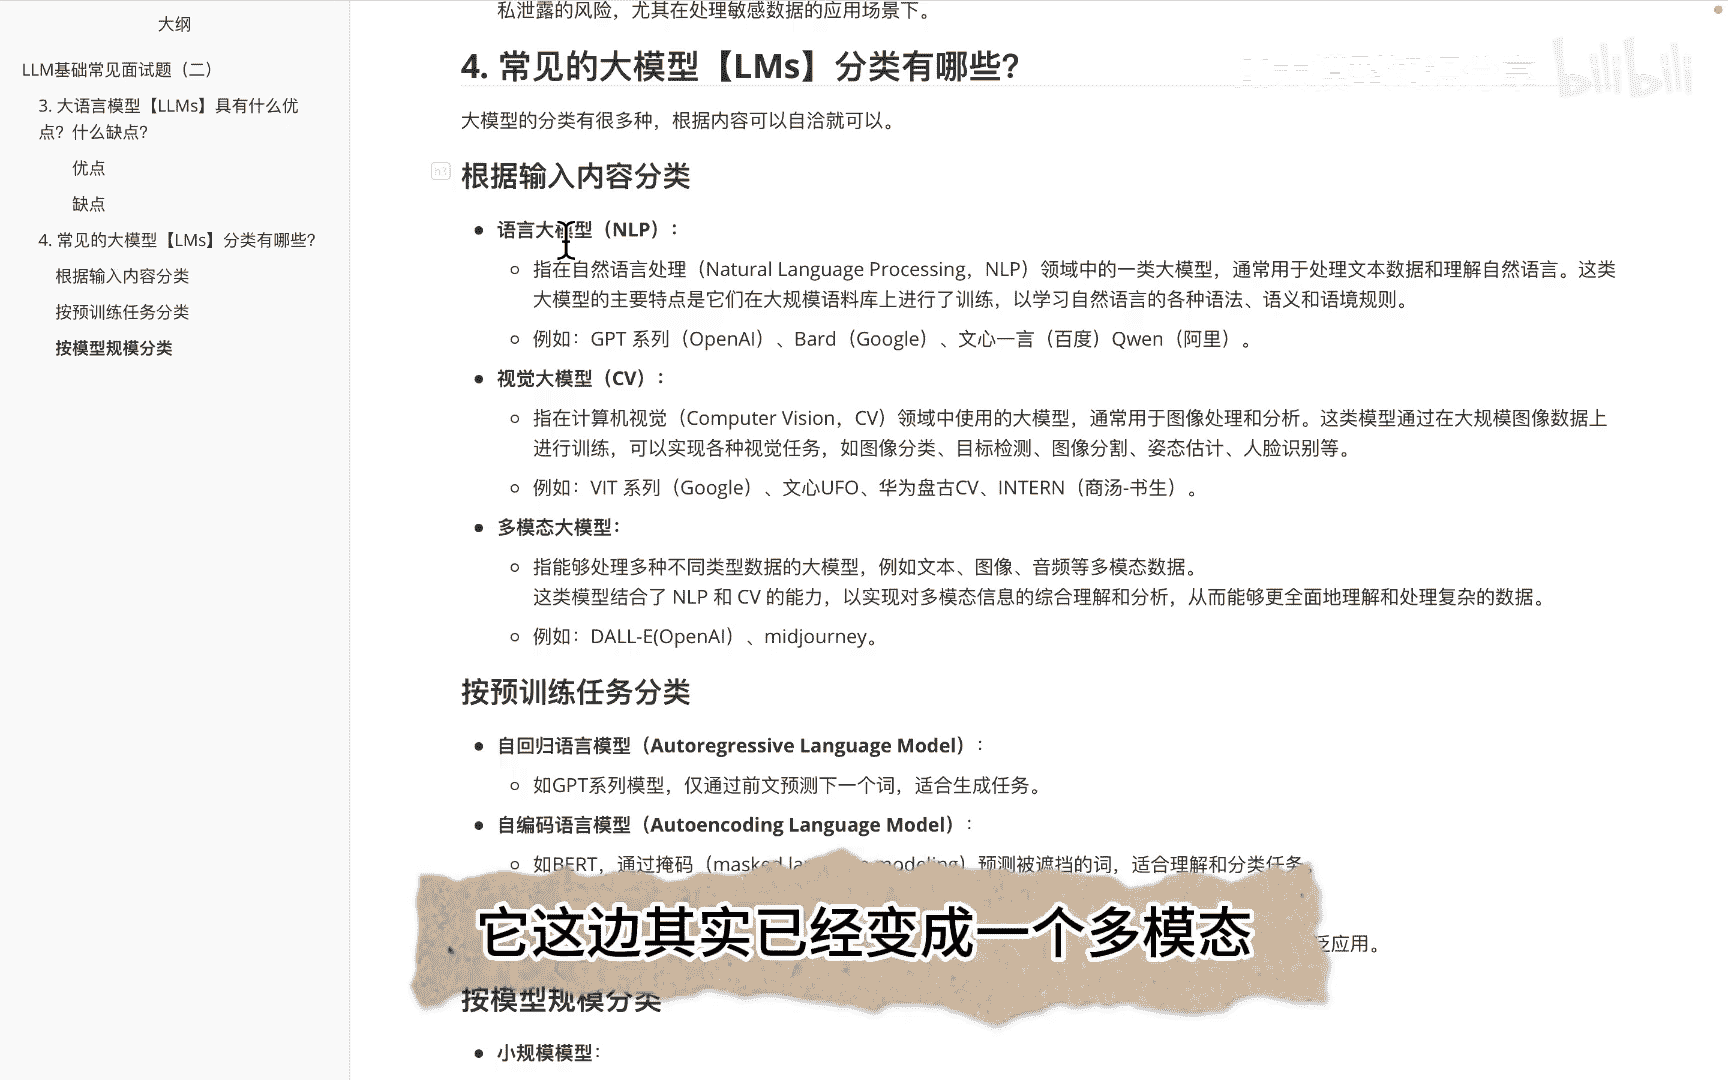 大纲
LLM基础常见面试题（二）
3. 大语言模型【LLMs】具有什么优
点？什么缺点？
优点
缺点
4. 常见的大模型【LMs】分类有哪些？
根据输入内容分类
按预训练任务分类
按模型规模分类
私泄露的风险，尤其在处理敏感数据的应用场景下。
4. 常见的大模型【LMs】分类有哪些？
bilibili
大模型的分类有很多种，根据内容可以自洽就可以。
h3
根据输入内容分类
语言大模型（NLP）：
指在自然语言处理（Natural Language Processing，NLP）领域中的一类大模型，通常用于处理文本数据和理解自然语言。这类
大模型的主要特点是它们在大规模语料库上进行了训练，以学习自然语言的各种语法、语义和语境规则。
例如：GPT 系列（OpenAI）、Bard（Google）、文心一言（百度）Qwen（阿里）。
视觉大模型（CV）：
指在计算机视觉（Computer Vision，CV）领域中使用的大模型，通常用于图像处理和分析。这类模型通过在大规模图像数据上
进行训练，可以实现各种视觉任务，如图像分类、目标检测、图像分割、姿态估计、人脸识别等。
例如：VIT 系列（Google）、文心UFO、华为盘古CV、INTERN（商汤-书生）。
多模态大模型：
指能够处理多种不同类型数据的大模型，例如文本、图像、音频等多模态数据。
这类模型结合了 NLP 和 CV 的能力，以实现对多模态信息的综合理解和分析，从而能够更全面地理解和处理复杂的数据。
例如：DALL-E(OpenAI）、midjourney。
按预训练任务分类
自回归语言模型（Autoregressive Language Model）：
如GPT系列模型，仅通过前文预测下一个词，适合生成任务。
自编码语言模型（Autoencoding Language Model）：
如BERT，通过掩码（masked language modeling）预测被遮挡的词，适合理解和分类任务。
它这边其实已经变成一个多模态
泛应用。
按模型规模分类
小规模模型：